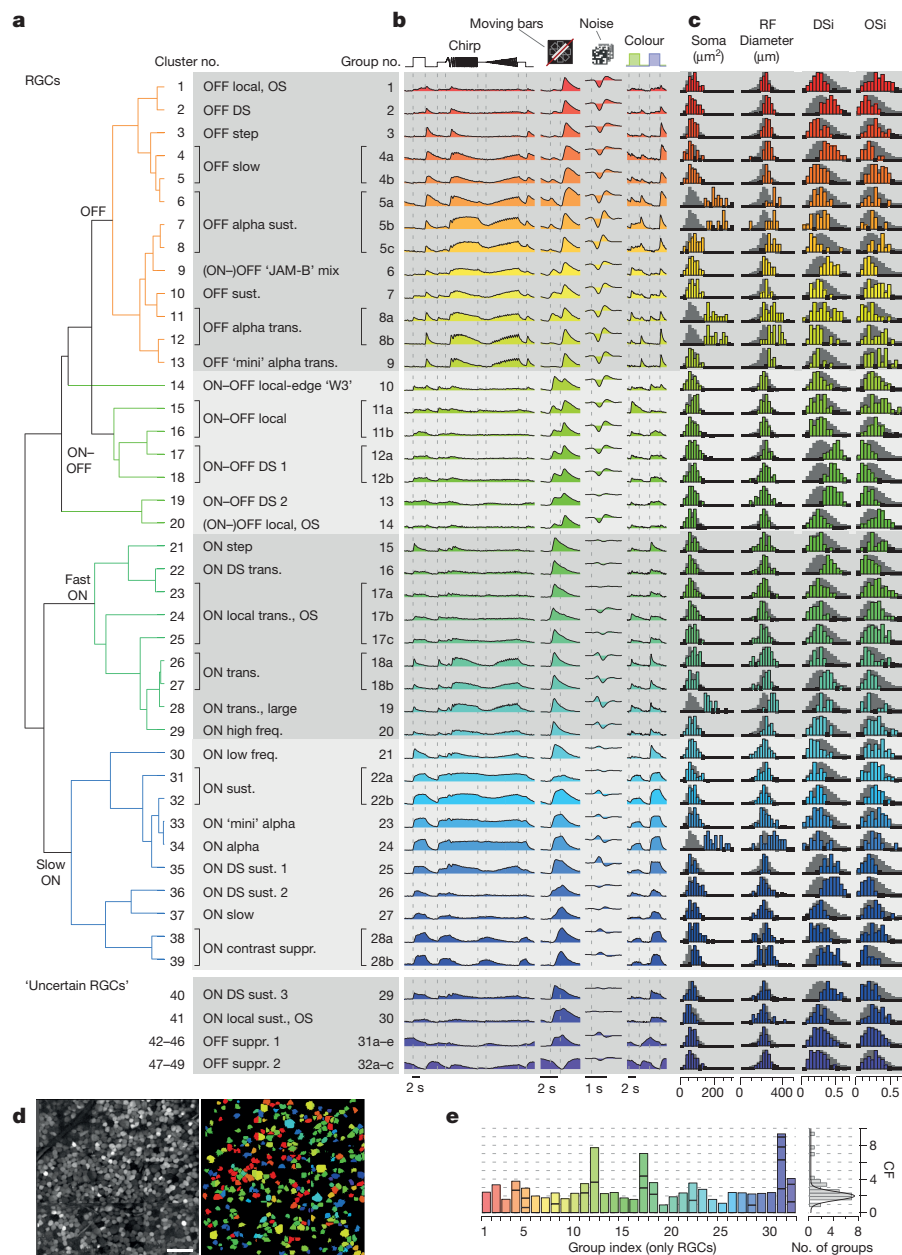 a
b
c
Cluster no.
Group no.
Chirp
Moving bars
Noise
Colour
Soma
(μm²)
RF
Diameter
(μm)
DSi
OSi
RGCs
1 OFF local, OS 1
2 OFF DS 2
3 OFF step 3
4 4a
OFF slow
5 4b
6 5a
OFF alpha sust.
7 5b
8 5c
9 (ON–)OFF 'JAM-B' mix 6
10 OFF sust. 7
11 8a
OFF alpha trans.
12 8b
13 OFF 'mini' alpha trans. 9
14 ON–OFF local-edge 'W3' 10
15 11a
ON–OFF local
16 11b
17 12a
ON–OFF DS 1
18 12b
19 ON–OFF DS 2 13
20 (ON–)OFF local, OS 14
21 ON step 15
22 ON DS trans. 16
23 17a
24 ON local trans., OS 17b
25 17c
26 18a
ON trans.
27 18b
28 ON trans., large 19
29 ON high freq. 20
30 ON low freq. 21
31 22a
ON sust.
32 22b
33 ON 'mini' alpha 23
34 ON alpha 24
35 ON DS sust. 1 25
36 ON DS sust. 2 26
37 ON slow 27
38 28a
ON contrast suppr.
39 28b
OFF
ON–
OFF
Fast
ON
Slow
ON
'Uncertain RGCs'
40 ON DS sust. 3 29
41 ON local sust., OS 30
42–46 OFF suppr. 1 31a–e
47–49 OFF suppr. 2 32a–c
2 s
2 s
1 s
2 s
0 200
0 400
0 0.5
0 0.5
d
e
1 5 10 15 20 25 30
Group index (only RGCs)
0 4 8
No. of groups
0 4 8
CF